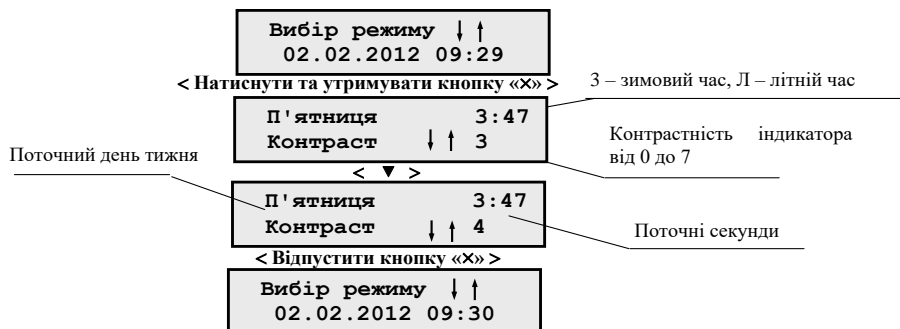 Вибір режиму ↓ ↑
02.02.2012 09:29
< Натиснути та утримувати кнопку «×» >
З – зимовий час, Л – літній час
П'ятниця З:47
Контраст ↓ ↑ 3
Контрастність індикатора
від 0 до 7
Поточний день тижня
< ▼ >
П'ятниця З:47
Контраст ↓ ↑ 4
Поточні секунди
< Відпустити кнопку «×» >
Вибір режиму ↓ ↑
02.02.2012 09:30